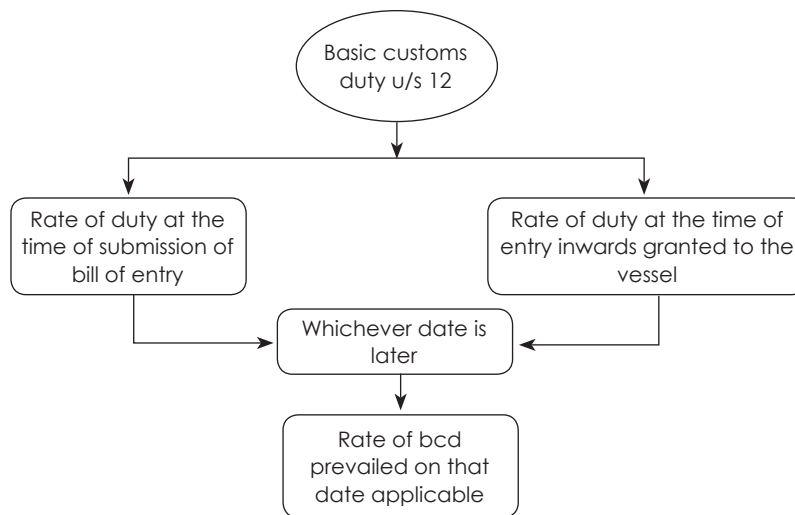 Basic customs
duty u/s 12
Rate of duty at the
time of submission of
bill of entry
Rate of duty at the time of
entry inwards granted to the
vessel
Whichever date is
later
Rate of bcd
prevailed on that
date applicable